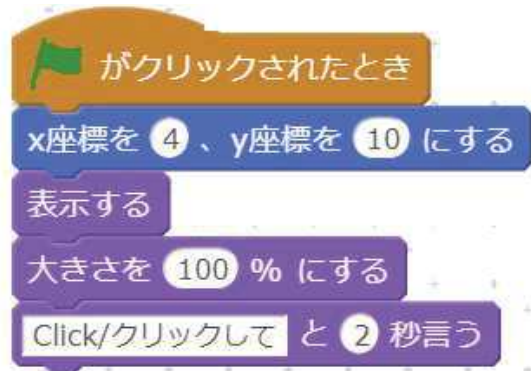 がクリックされたとき
x座標を 4 、y座標を 10 にする
表示する
大きさを 100 % にする
Click/クリックして と 2 秒言う